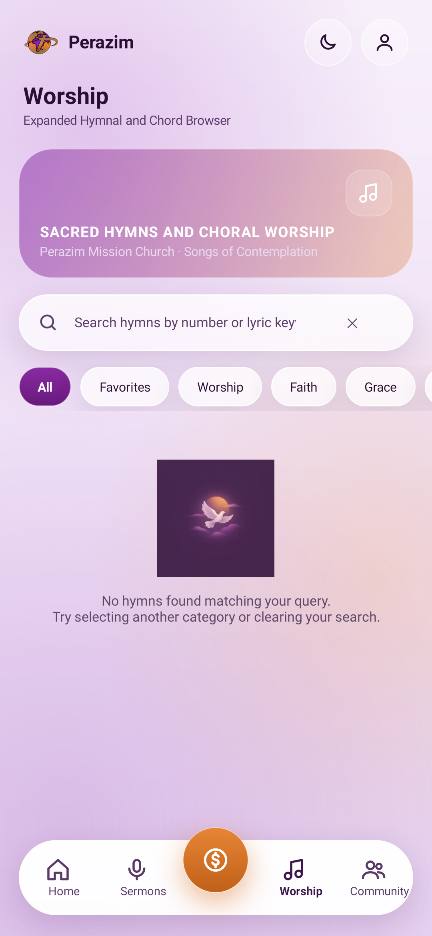 Perazim
Worship
Expanded Hymnal and Chord Browser
SACRED HYMNS AND CHORAL WORSHIP
Perazim Mission Church · Songs of Contemplation
Search hymns by number or lyric key
All
Favorites
Worship
Faith
Grace
No hymns found matching your query.
Try selecting another category or clearing your search.
Home
Sermons
Worship
Community